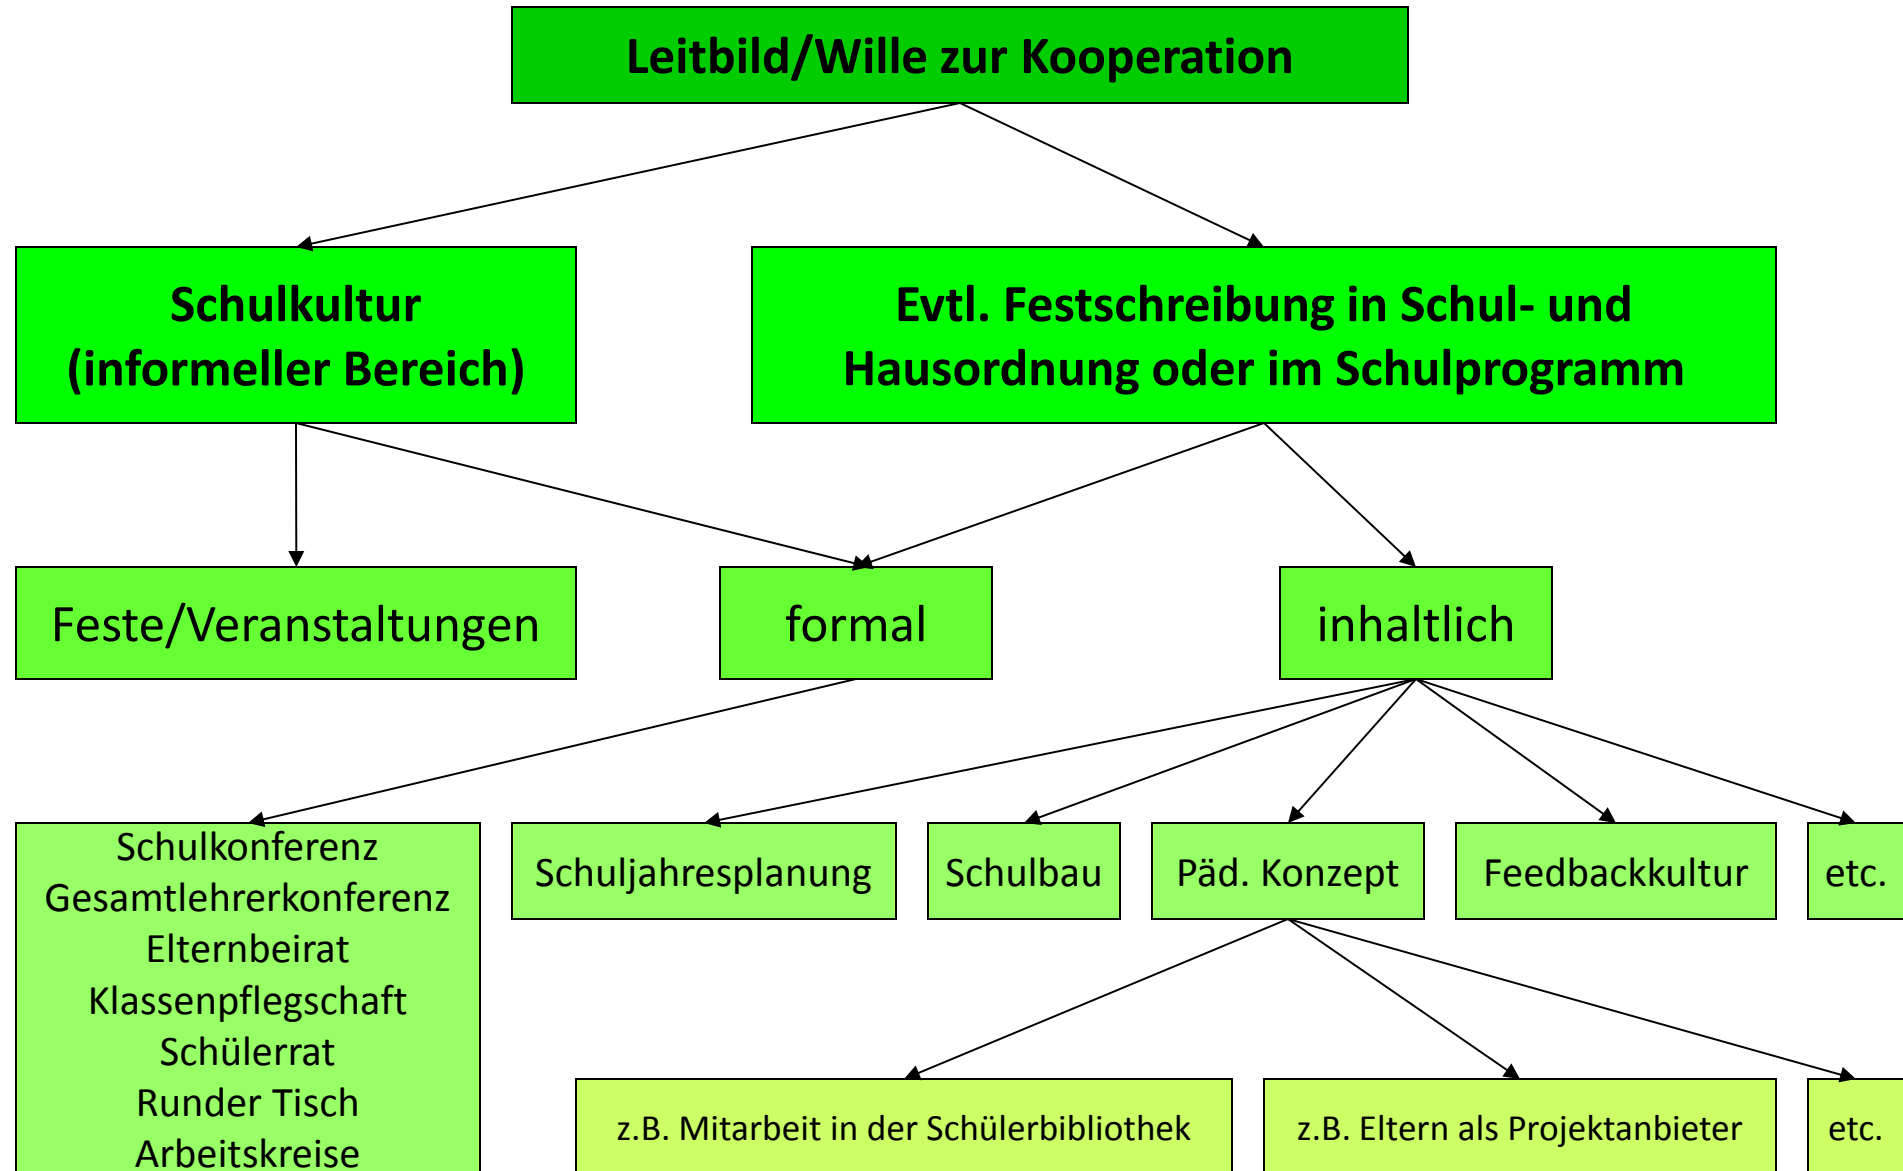 Leitbild/Wille zur Kooperation
Schulkultur
(informeller Bereich)
Evtl. Festschreibung in Schul- und
Hausordnung oder im Schulprogramm
Feste/Veranstaltungen
formal
inhaltlich
Schulkonferenz
Gesamtlehrerkonferenz
Elternbeirat
Klassenpflegschaft
Schülerrat
Runder Tisch
Arbeitskreise
Schuljahresplanung
Schulbau
Päd. Konzept
Feedbackkultur
etc.
z.B. Mitarbeit in der Schülerbibliothek
z.B. Eltern als Projektanbieter
etc.